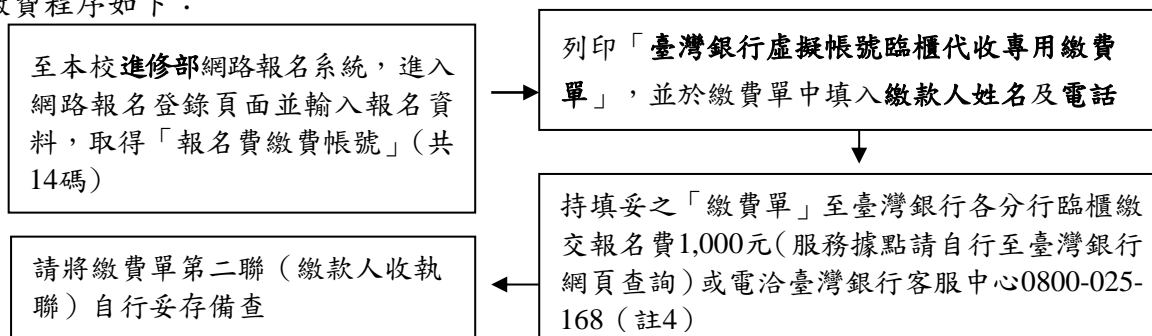 繳費程序如下：
至本校進修部網路報名系統，進入
網路報名登錄頁面並輸入報名資
料，取得「報名費繳費帳號」（共
14碼）
列印「臺灣銀行虛擬帳號臨櫃代收專用繳費
單」，並於繳費單中填入繳款人姓名及電話
持填妥之「繳費單」至臺灣銀行各分行臨櫃繳
交報名費1,000元（服務據點請自行至臺灣銀行
網頁查詢）或電洽臺灣銀行客服中心0800-025-
168（註4）
請將繳費單第二聯（繳款人收執
聯）自行妥存備查